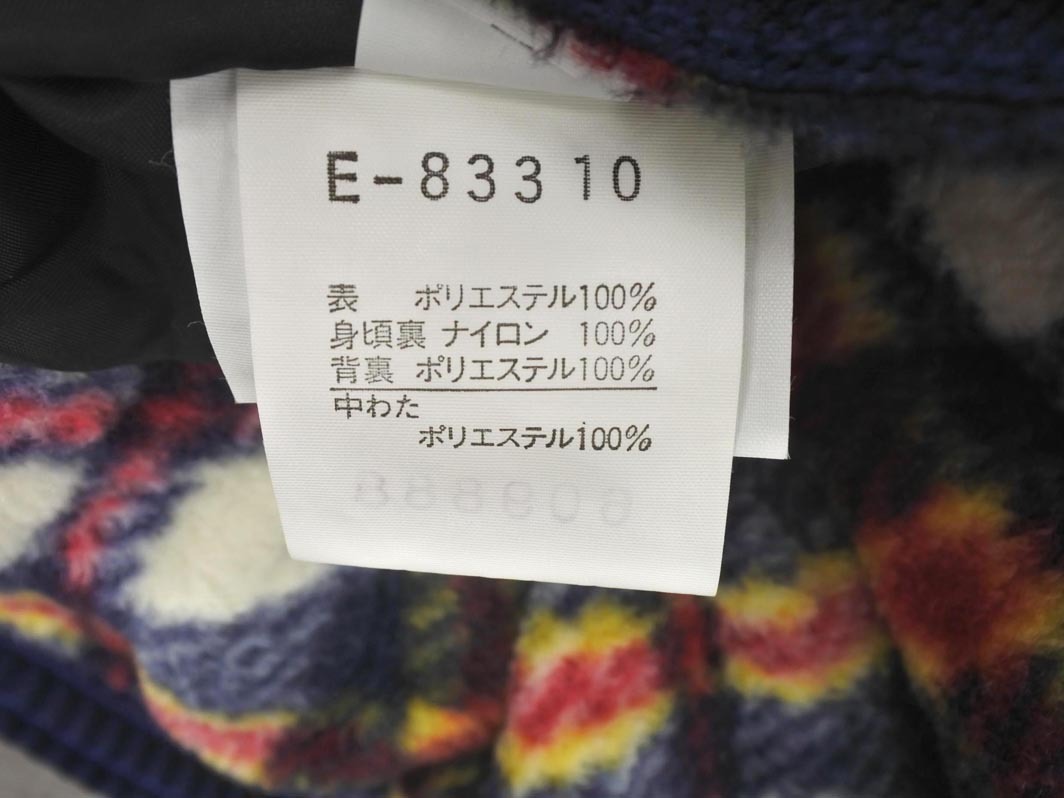 E-83310
表 ポリエステル100%
身頃裏 ナイロン 100%
背裏 ポリエステル100%
中わた
ポリエステル100%